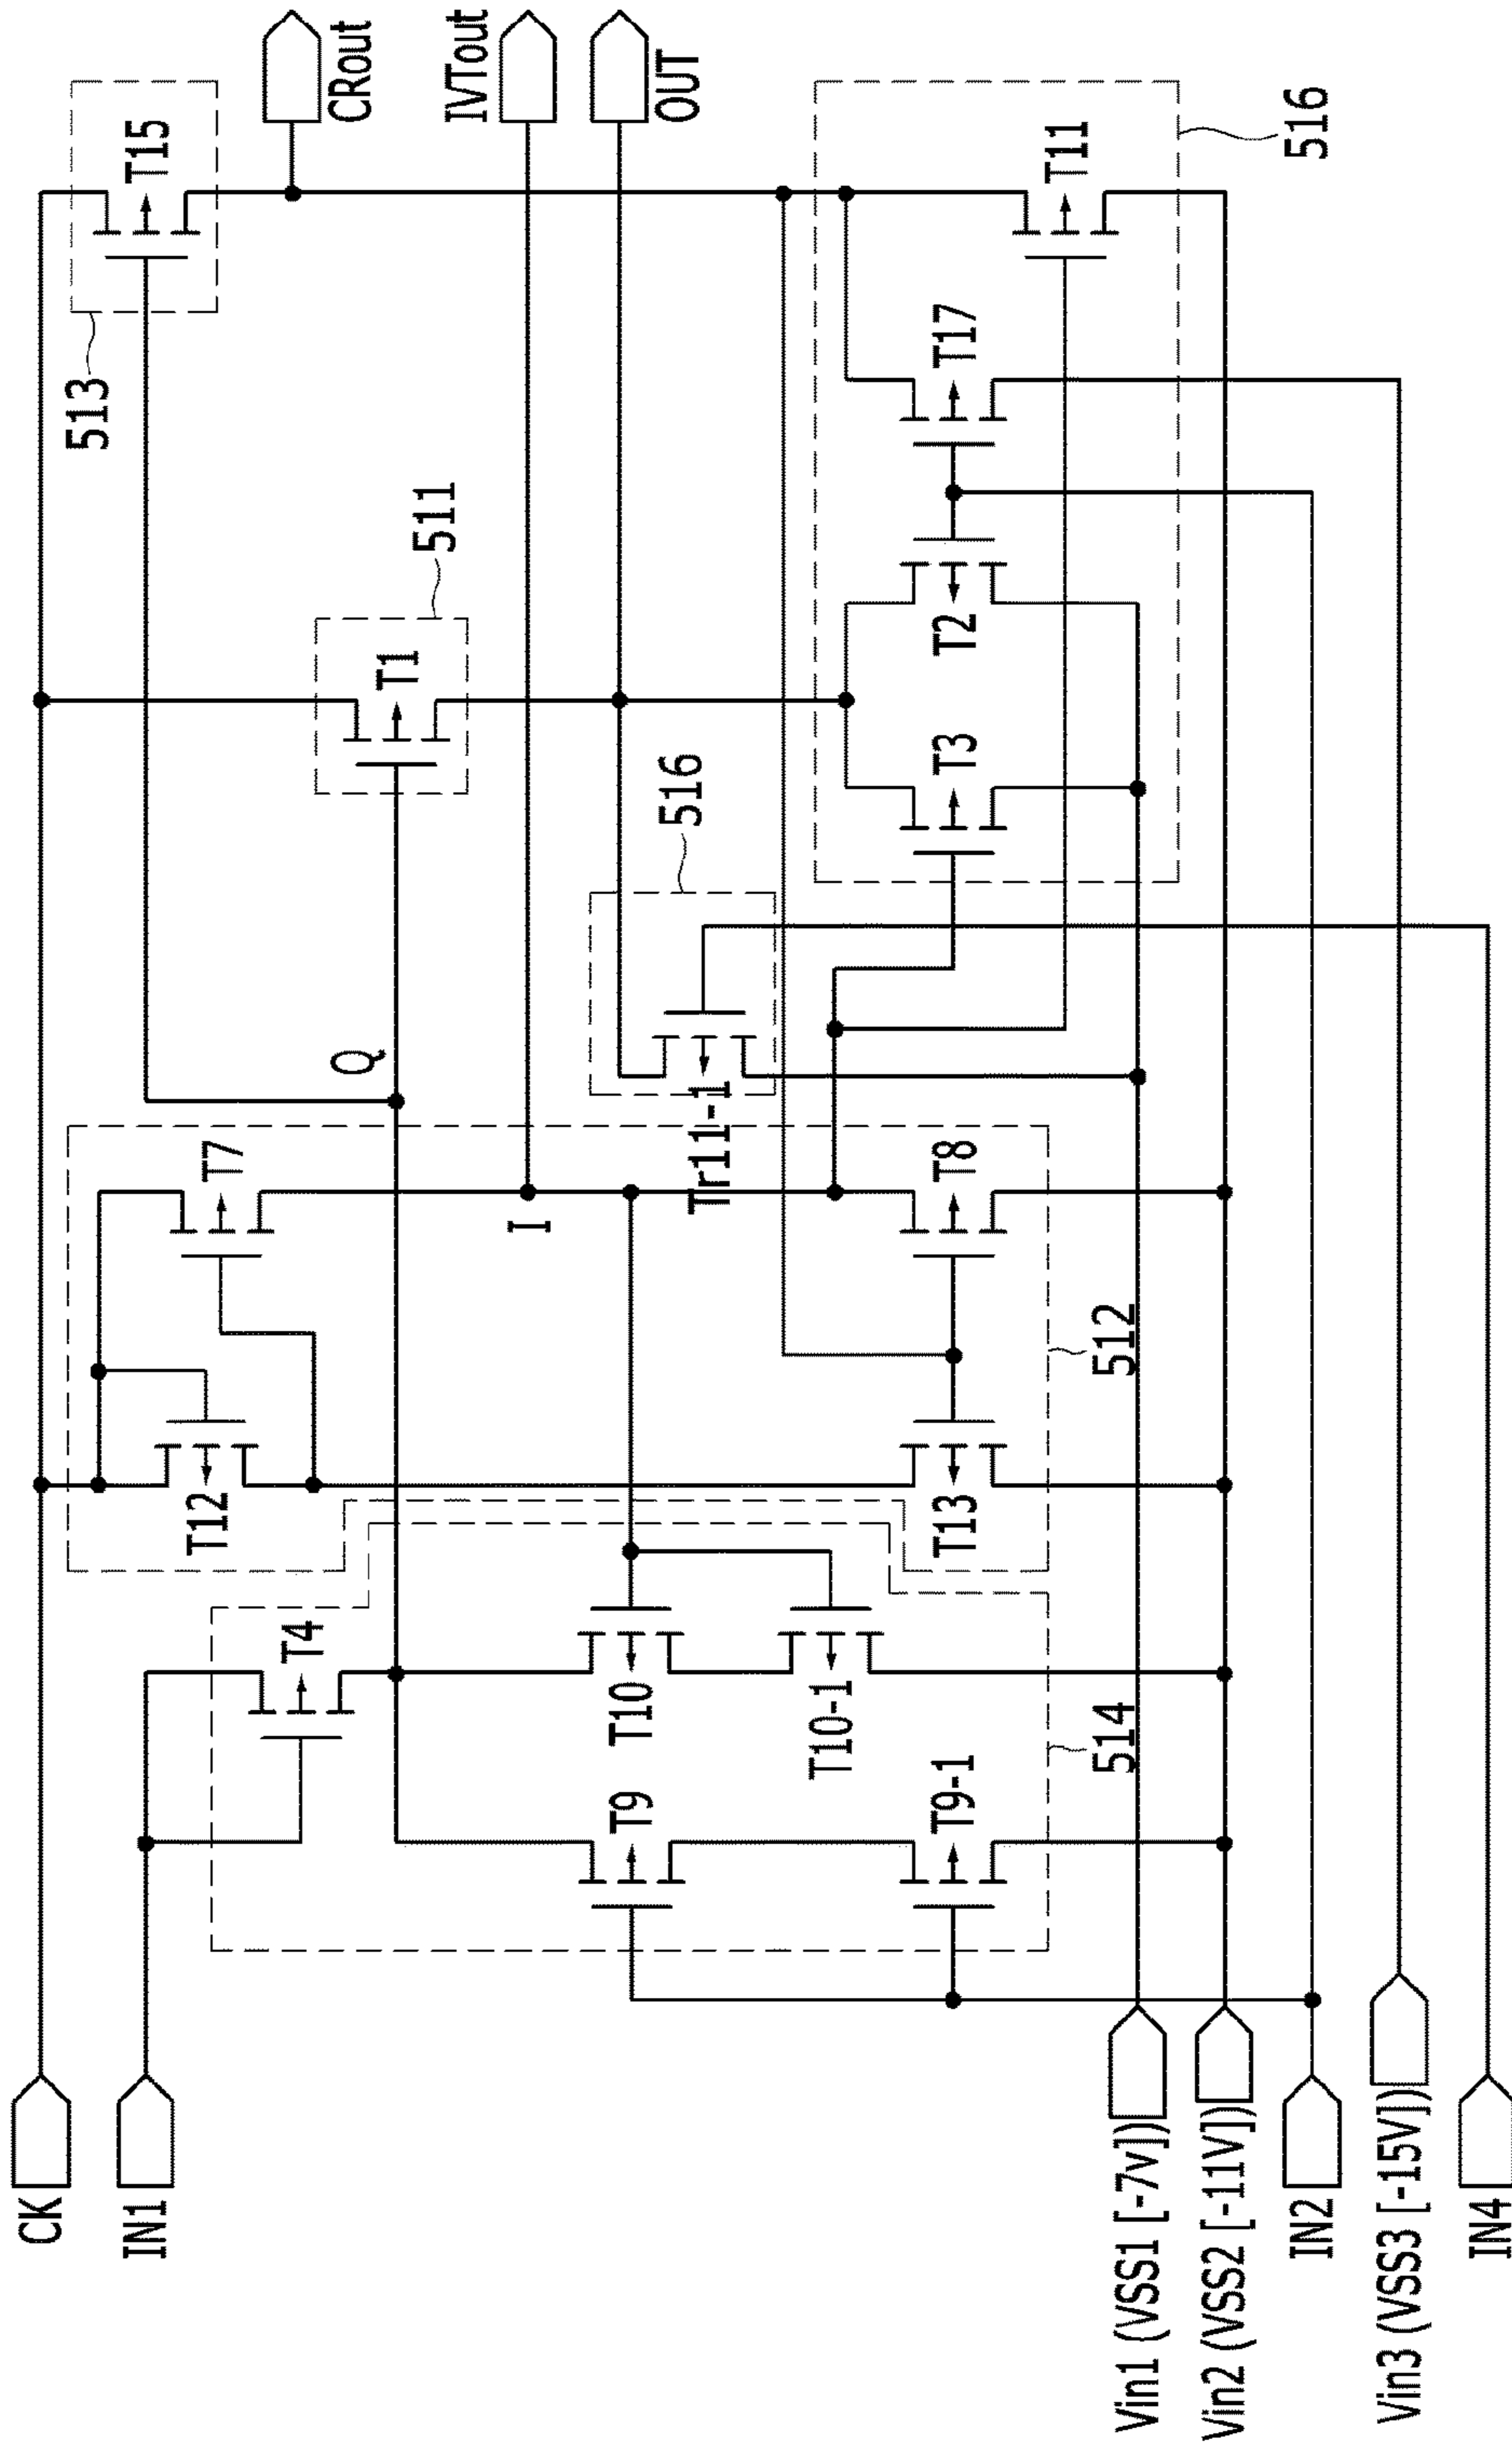 CK
IN1
Vin1 (VSS1 [-7v])
Vin2 (VSS2 [-11V])
IN2
Vin3 (VSS3 [-15V])
IN4
T4
T9
T9-1
T10
T10-1
514
T12
T7
T13
T8
512
I
Q
Tr11-1
516
T1
511
T3
T2
T17
T11
516
T15
513
CRout
IVTout
OUT